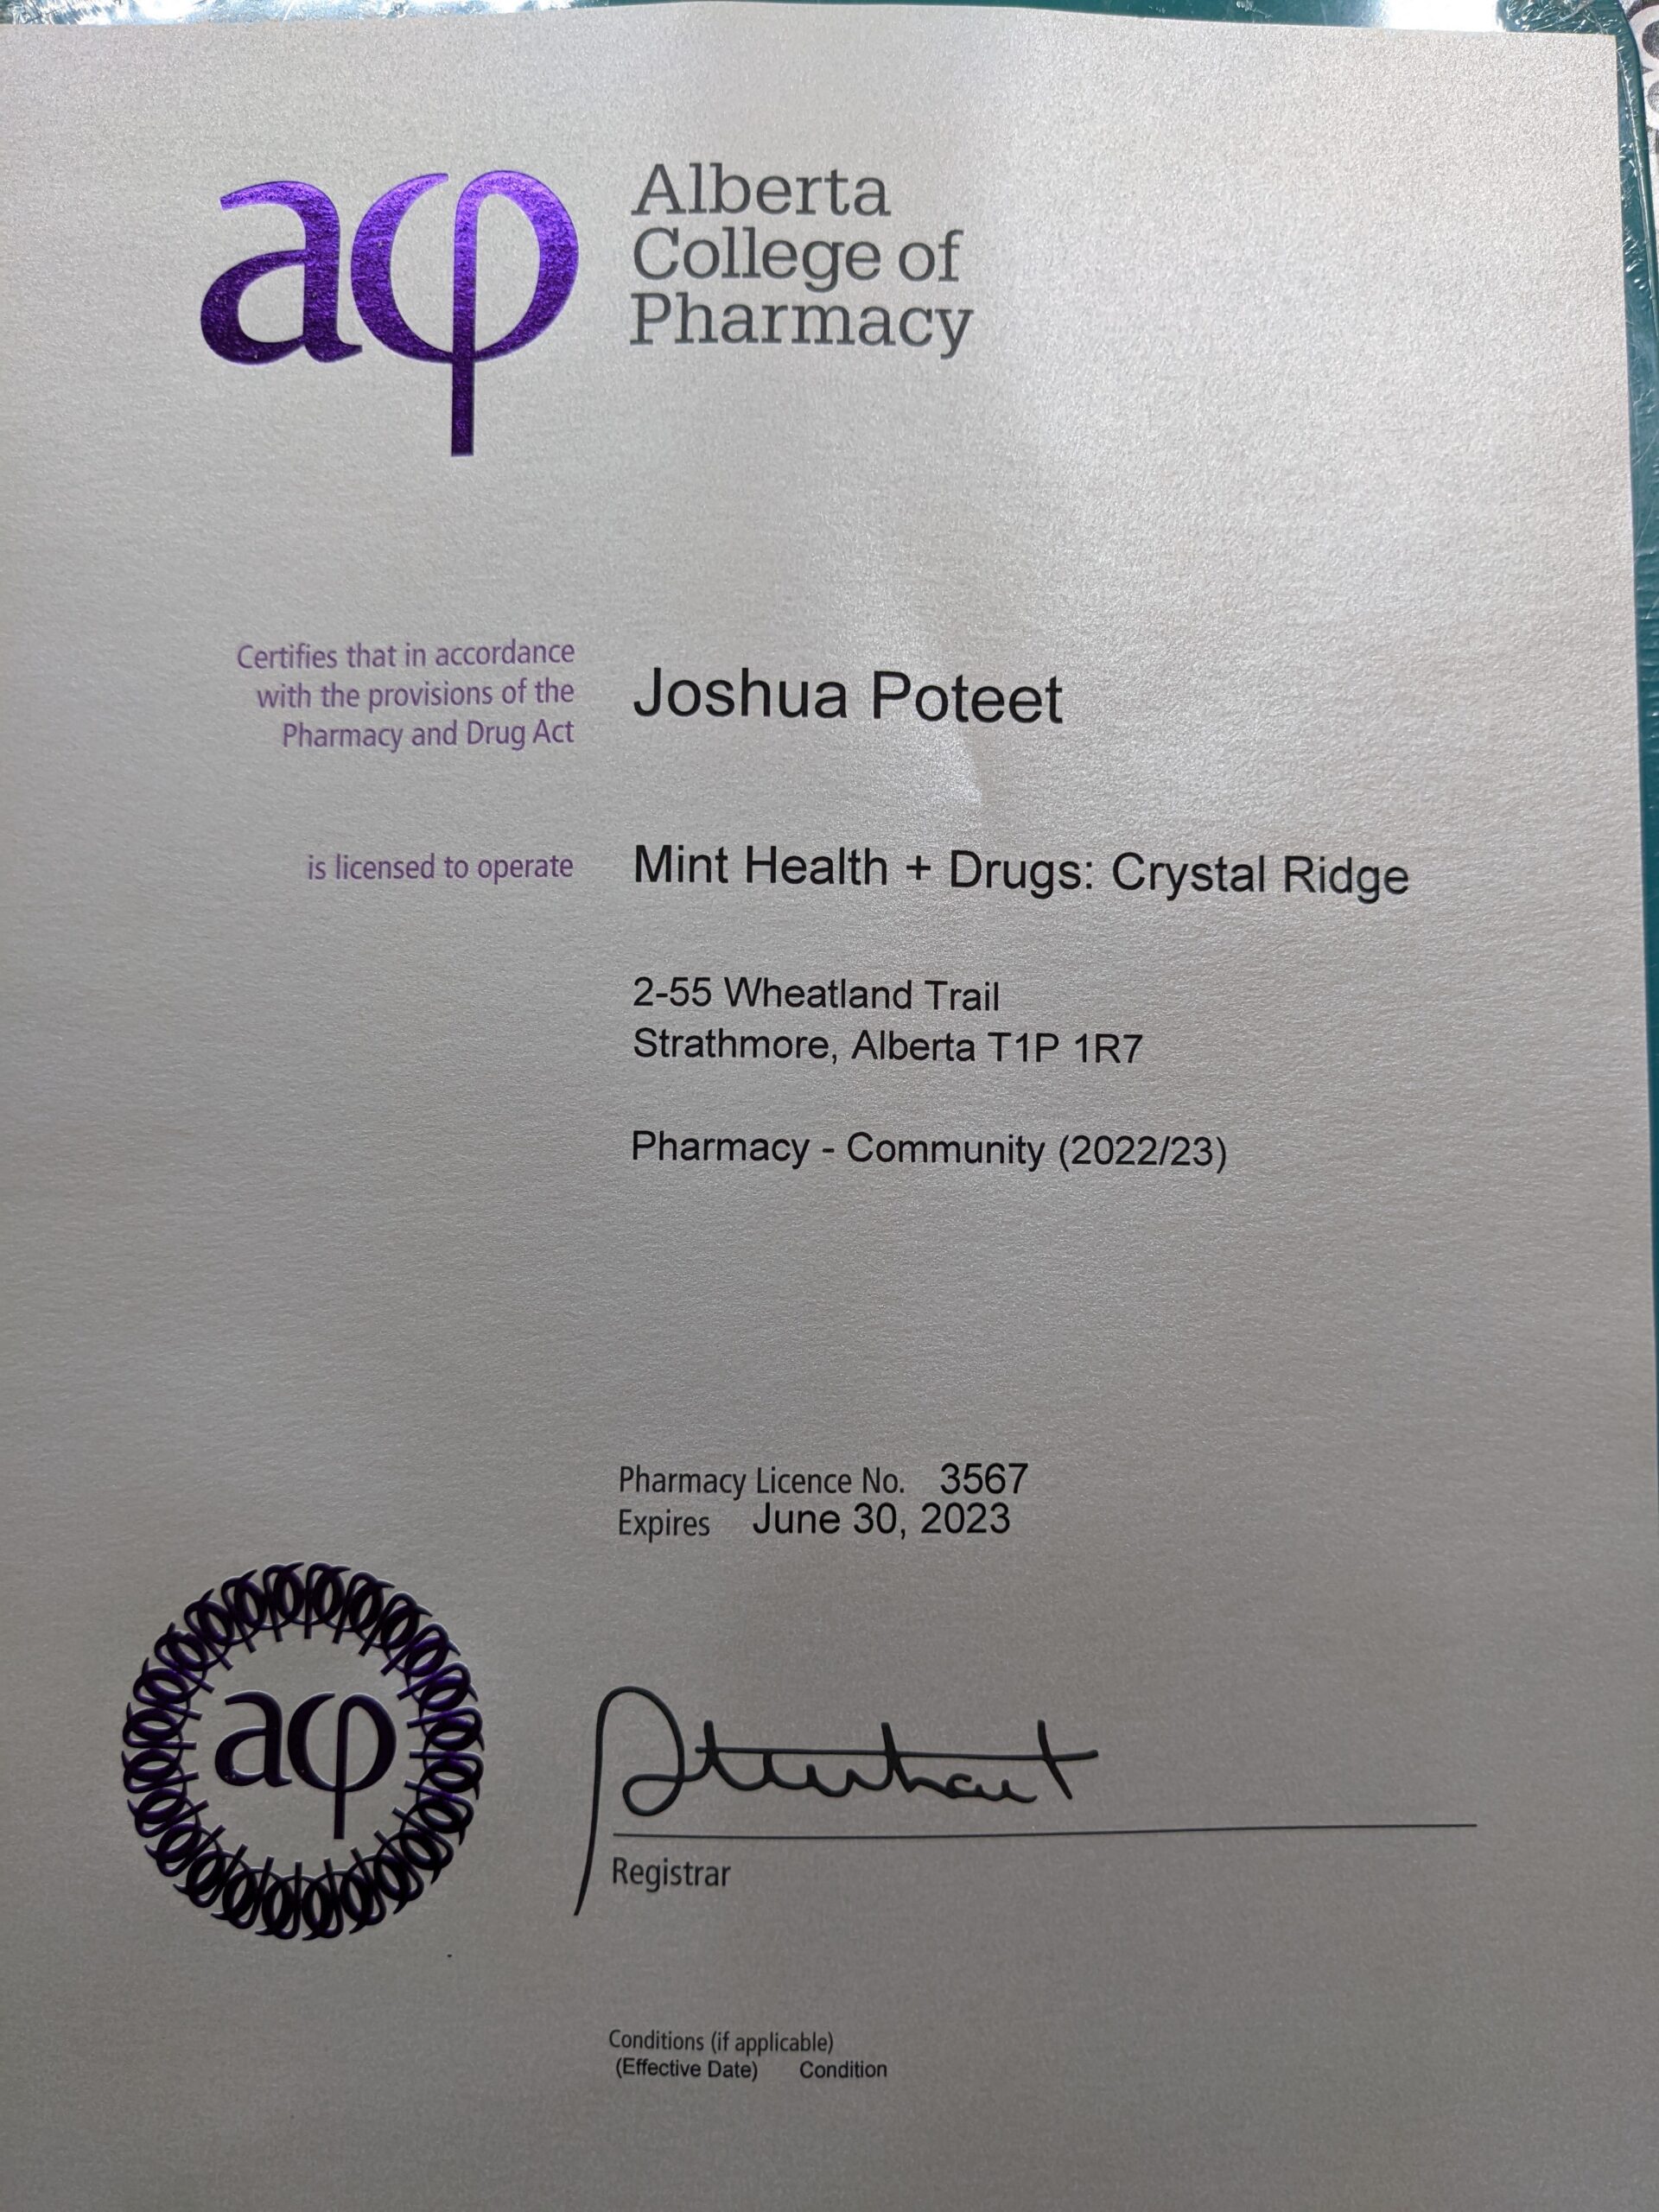 acp
Alberta
College of
Pharmacy
Certifies that in accordance
with the provisions of the
Pharmacy and Drug Act
Joshua Poteet
is licensed to operate
Mint Health + Drugs: Crystal Ridge
2-55 Wheatland Trail
Strathmore, Alberta T1P 1R7
Pharmacy - Community (2022/23)
Pharmacy Licence No. 3567
Expires June 30, 2023
acp
Registrar
Conditions (if applicable)
(Effective Date) Condition